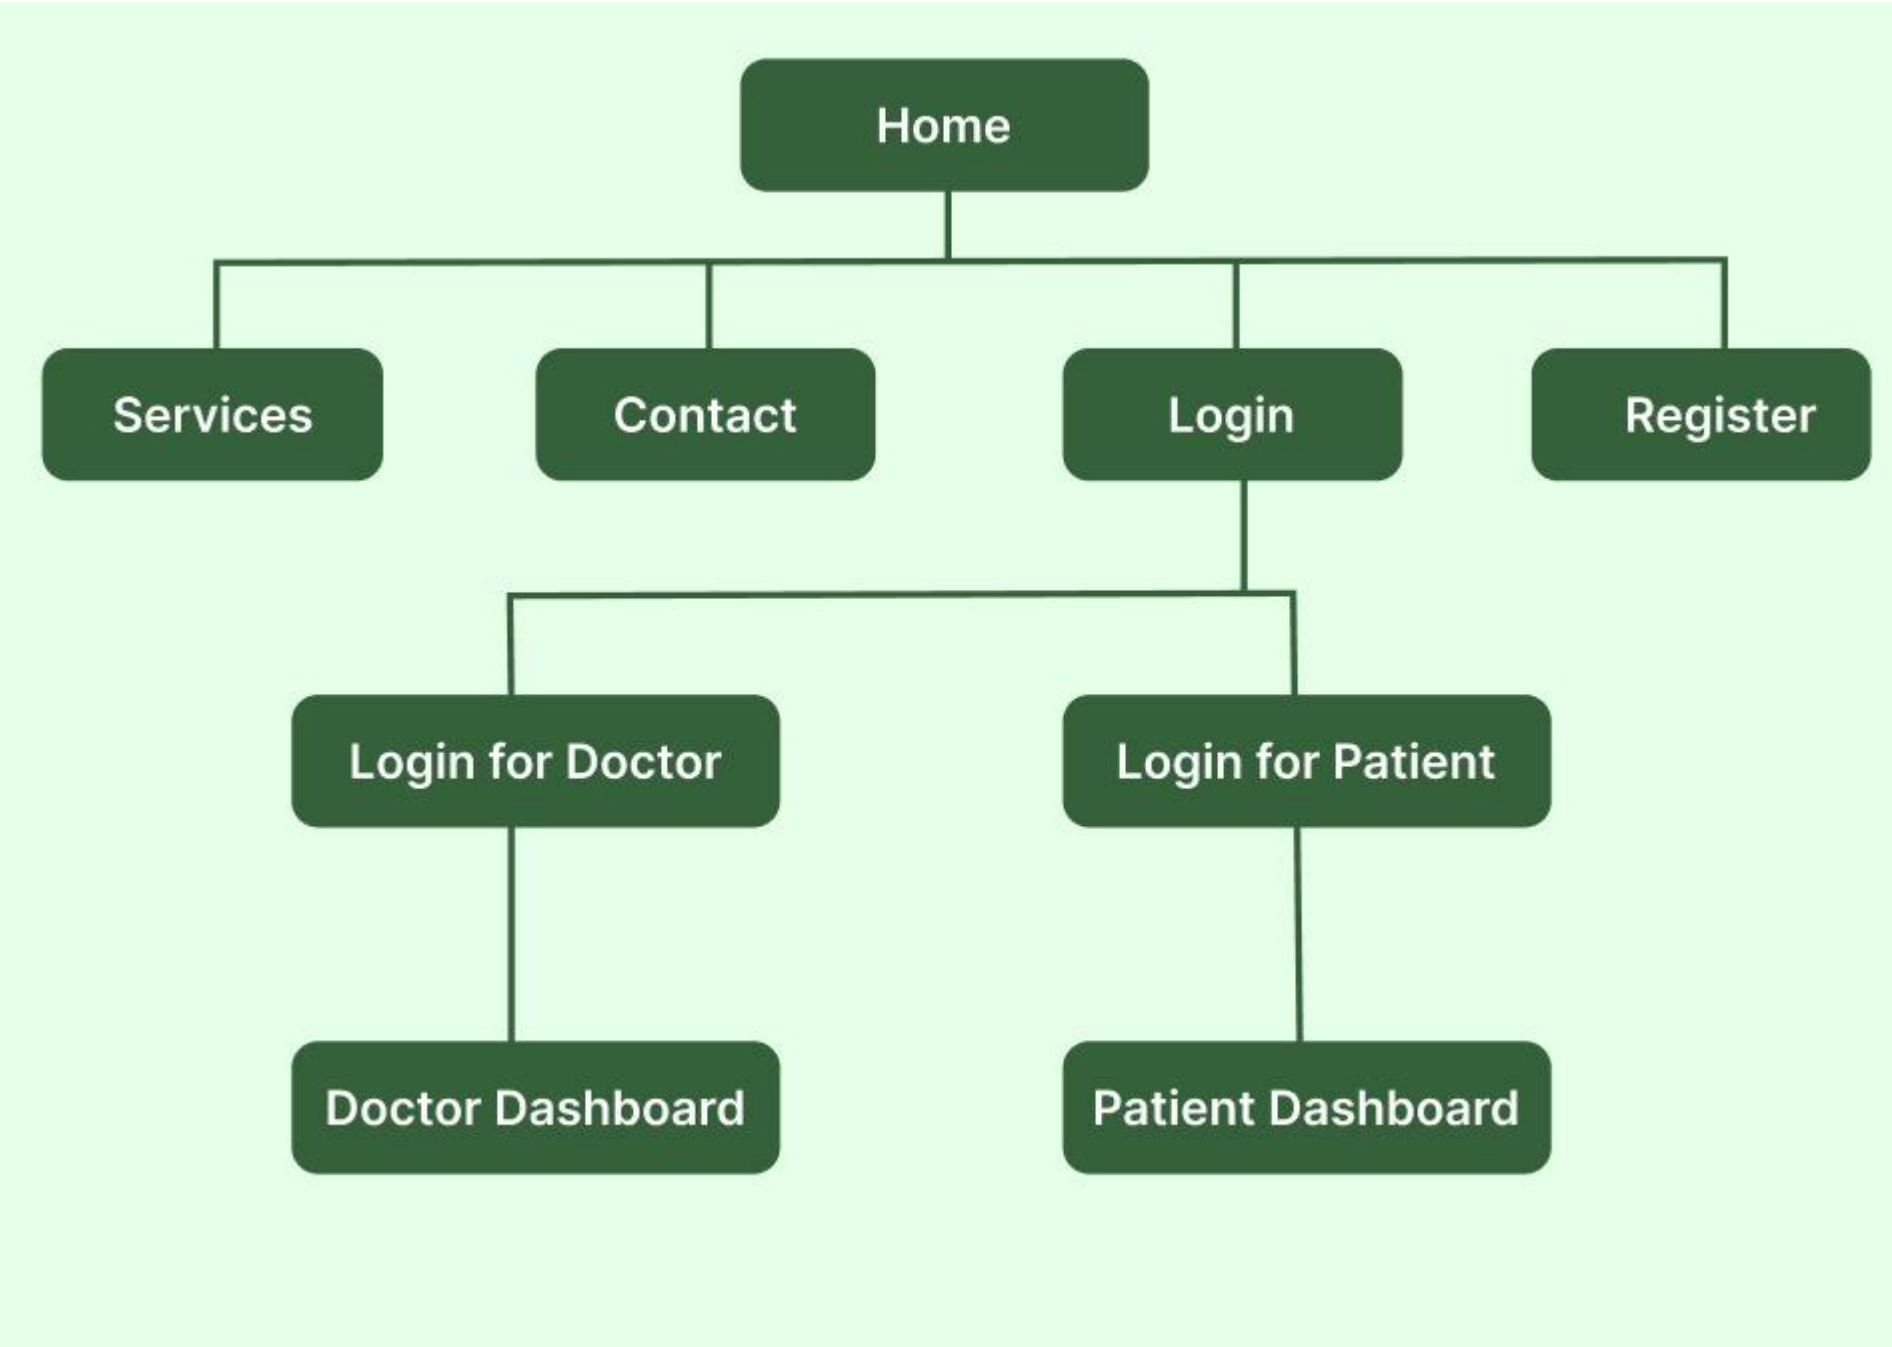 Home
Services
Contact
Login
Register
Login for Doctor
Login for Patient
Doctor Dashboard
Patient Dashboard